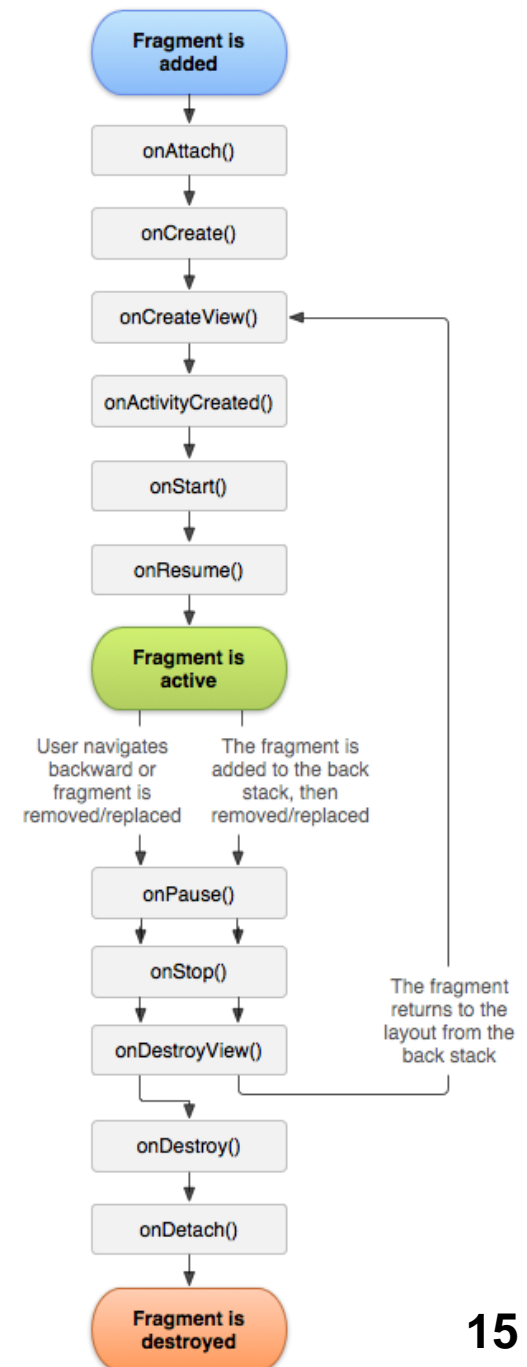 Fragment is
added
onAttach()
onCreate()
onCreateView()
onActivityCreated()
onStart()
onResume()
Fragment is
active
User navigates
backward or
fragment is
removed/replaced
The fragment is
added to the back
stack, then
removed/replaced
onPause()
onStop()
onDestroyView()
The fragment
returns to the
layout from the
back stack
onDestroy()
onDetach()
Fragment is
destroyed
15